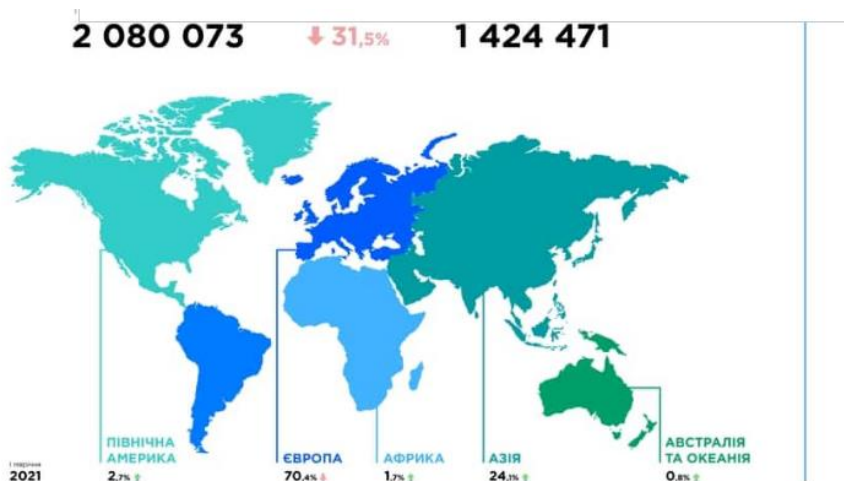 2 080 073 ↓ 31,5% 1 424 471
ПІВНІЧНА АМЕРИКА
ЄВРОПА
АФРИКА
АЗІЯ
АВСТРАЛІЯ ТА ОКЕАНІЯ
І півріччя
2021 2,7% ↑ 70,4% ↓ 1,7% ↑ 24,1% ↑ 0,8% ↑